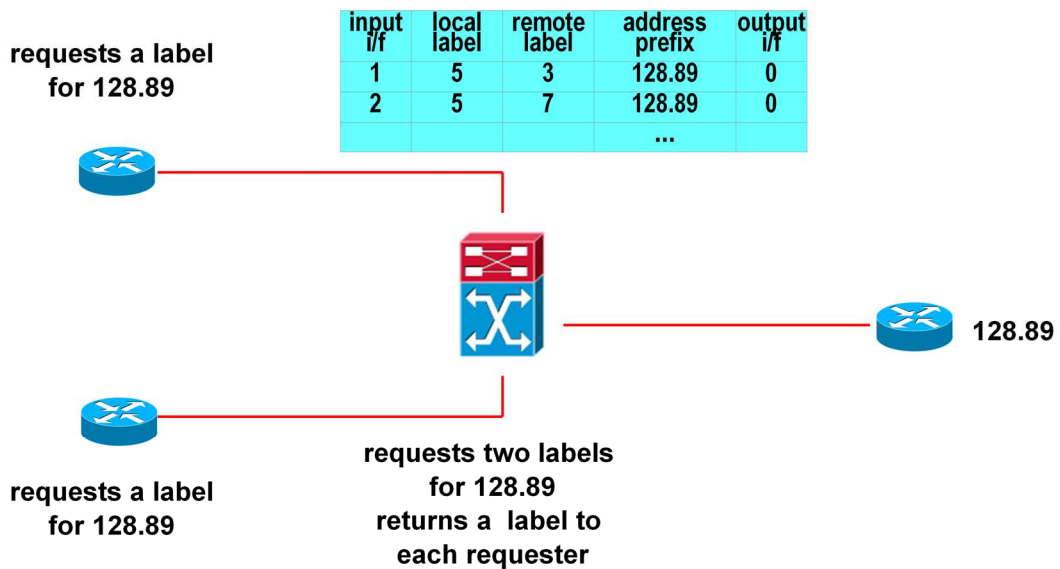 requests a label
for 128.89
input i/f local label remote label address prefix output i/f
1 5 3 128.89 0
2 5 7 128.89 0
...
128.89
requests a label
for 128.89
requests two labels
for 128.89
returns a label to
each requester